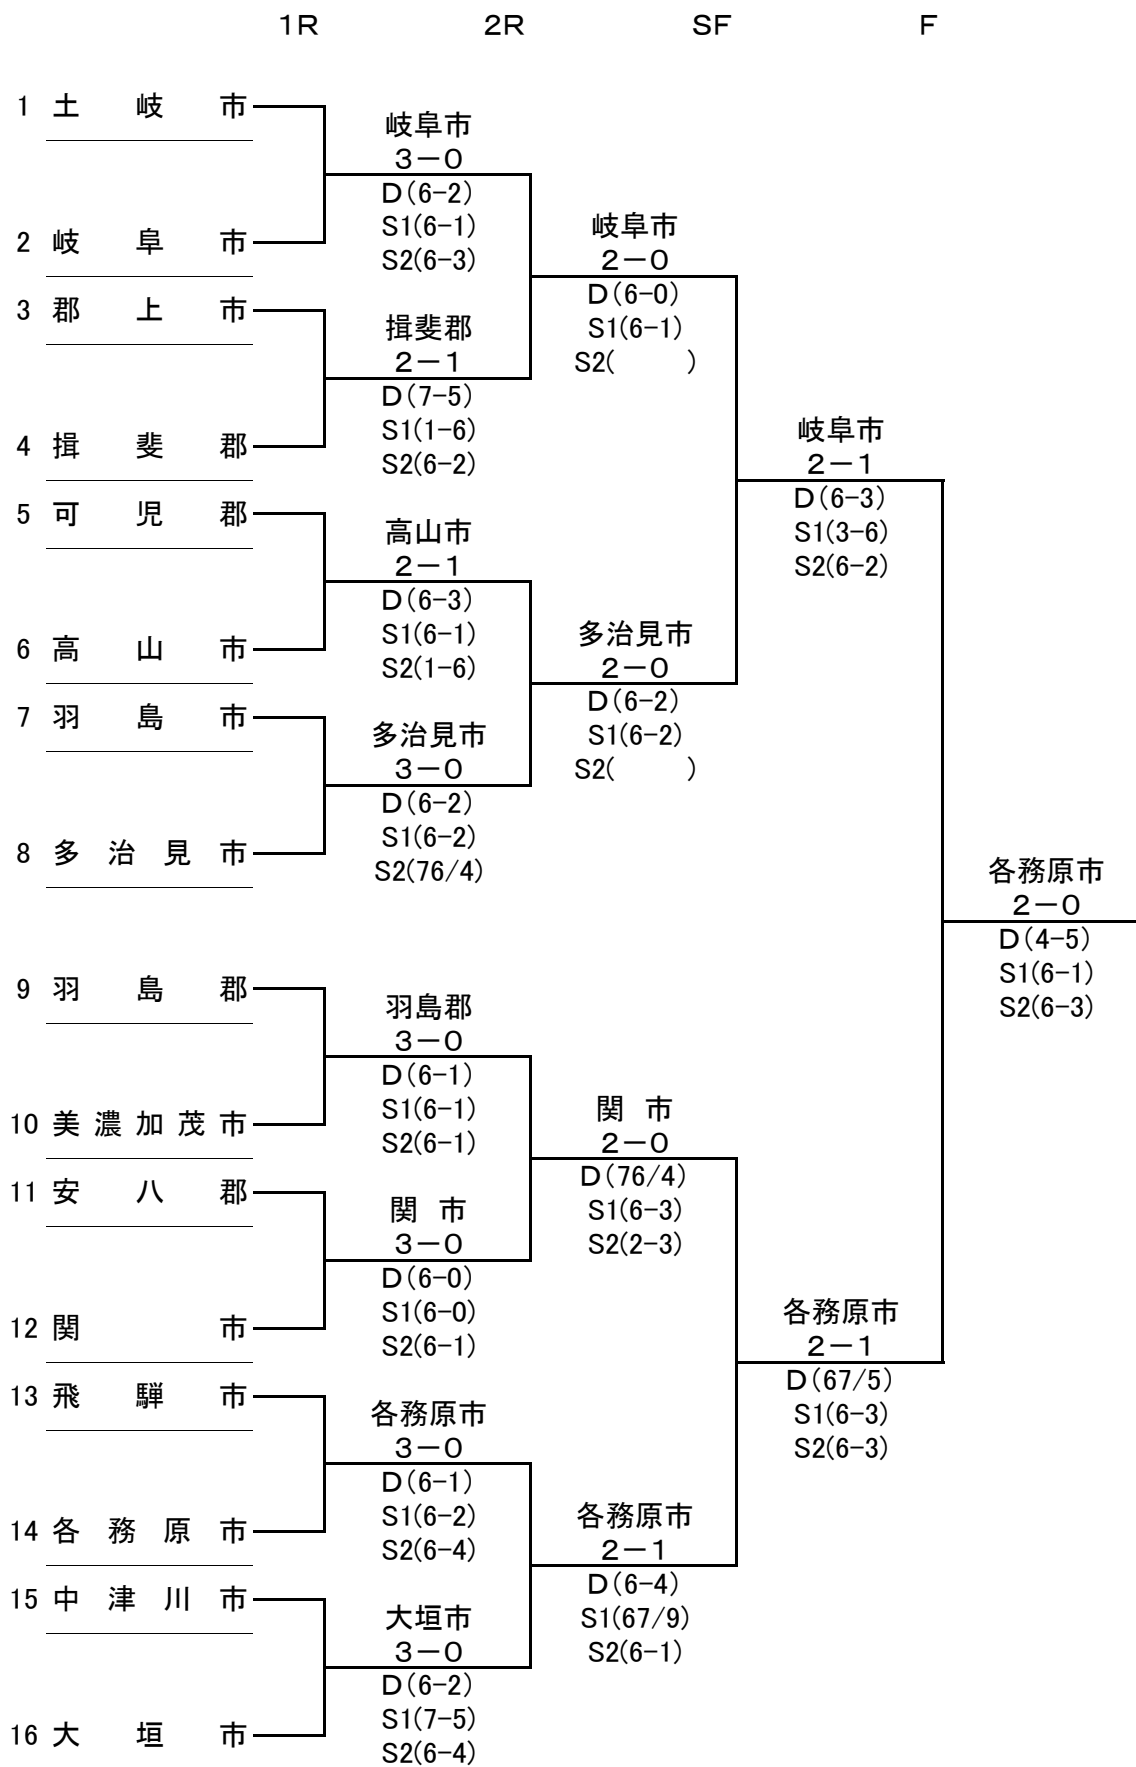 1R 2R SF F
1 土岐市
岐阜市
3－0
D(6-2)
S1(6-1)
S2(6-3)
2 岐阜市
岐阜市
2－0
D(6-0)
S1(6-1)
S2( )
3 郡上市
揖斐郡
2－1
D(7-5)
S1(1-6)
S2(6-2)
4 揖斐郡
岐阜市
2－1
D(6-3)
S1(3-6)
S2(6-2)
5 可児郡
高山市
2－1
D(6-3)
S1(6-1)
S2(1-6)
6 高山市
多治見市
2－0
D(6-2)
S1(6-2)
S2( )
7 羽島市
多治見市
3－0
D(6-2)
S1(6-2)
S2(76/4)
8 多治見市
各務原市
2－0
D(4-5)
S1(6-1)
S2(6-3)
9 羽島郡
羽島郡
3－0
D(6-1)
S1(6-1)
S2(6-1)
10 美濃加茂市
関 市
2－0
D(76/4)
S1(6-3)
S2(2-3)
11 安八郡
関 市
3－0
D(6-0)
S1(6-0)
S2(6-1)
12 関市
各務原市
2－1
D(67/5)
S1(6-3)
S2(6-3)
13 飛騨市
各務原市
3－0
D(6-1)
S1(6-2)
S2(6-4)
14 各務原市
各務原市
2－1
D(6-4)
S1(67/9)
S2(6-1)
15 中津川市
大垣市
3－0
D(6-2)
S1(7-5)
S2(6-4)
16 大垣市